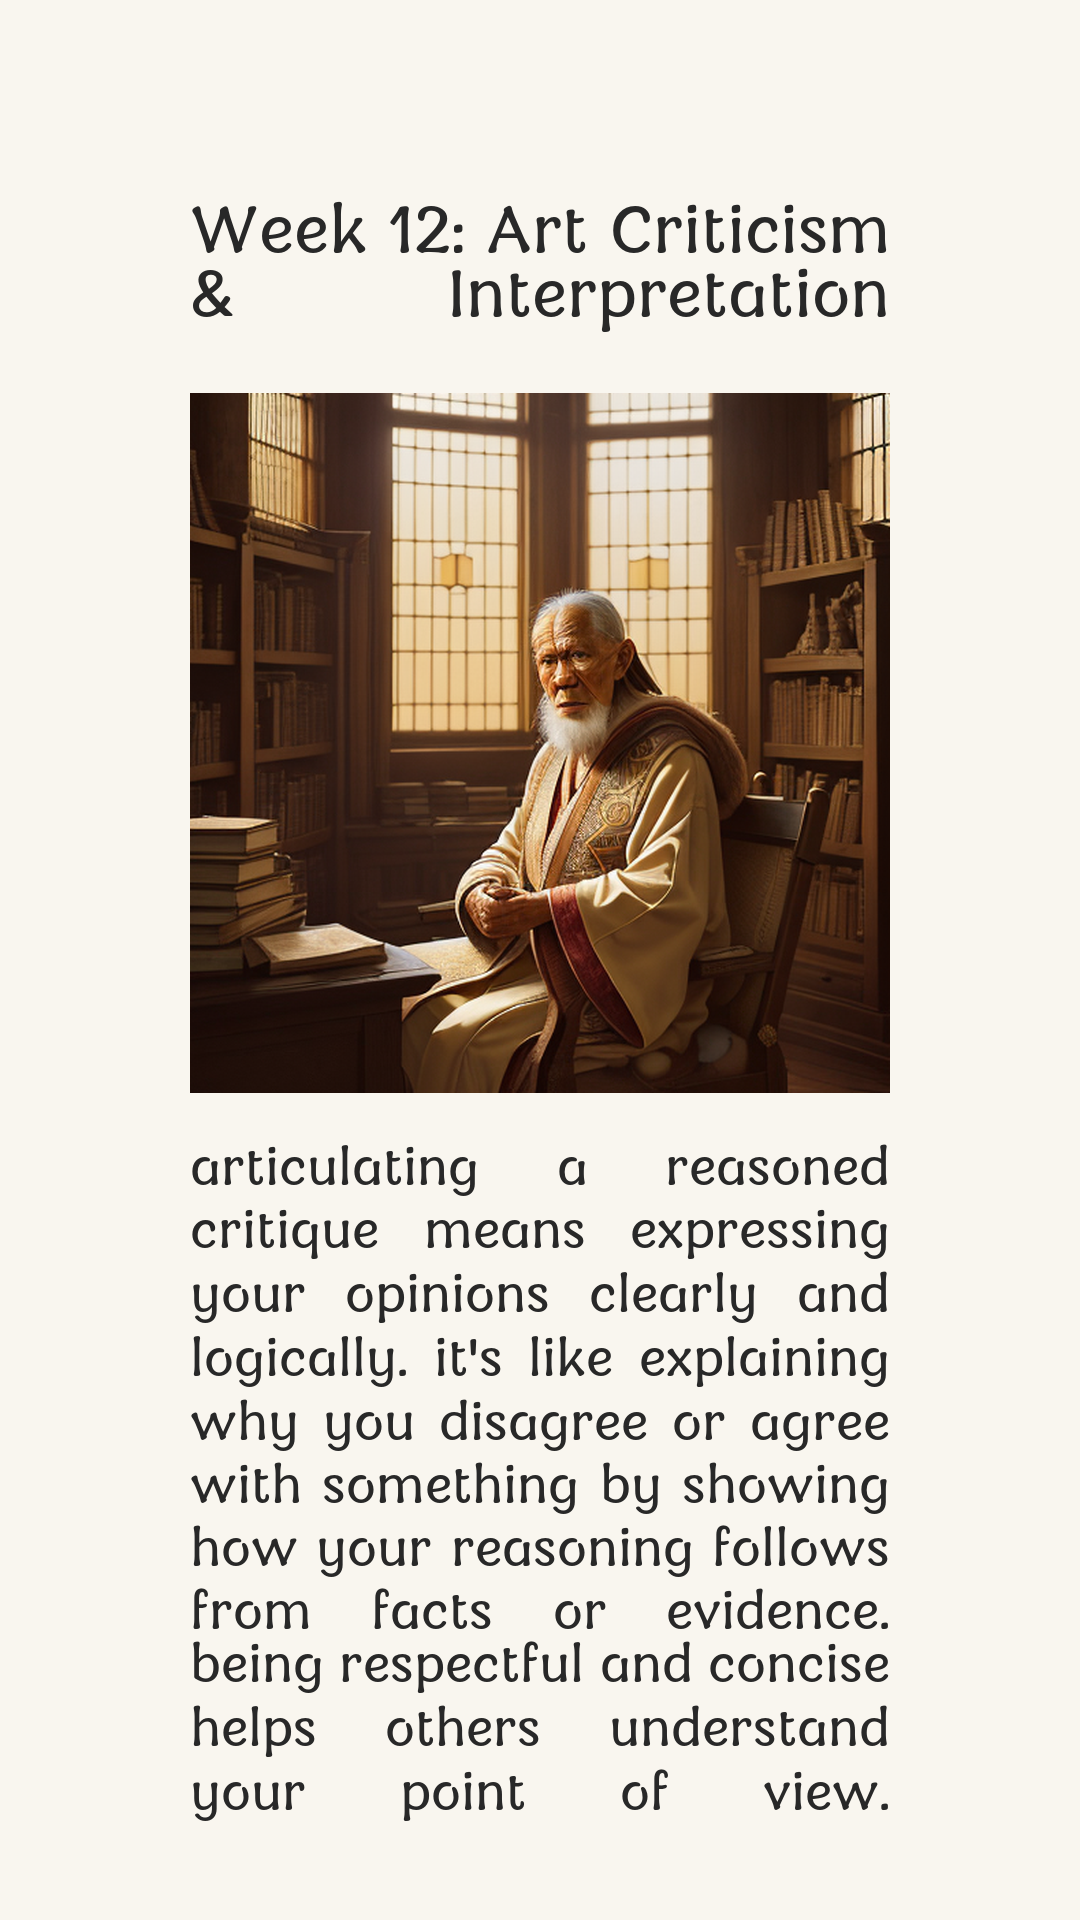 Week 12: Art Criticism
& Interpretation
articulating a reasoned
critique means expressing
your opinions clearly and
logically. it's like explaining
why you disagree or agree
with something by showing
how your reasoning follows
from facts or evidence.
being respectful and concise
helps others understand
your point of view.